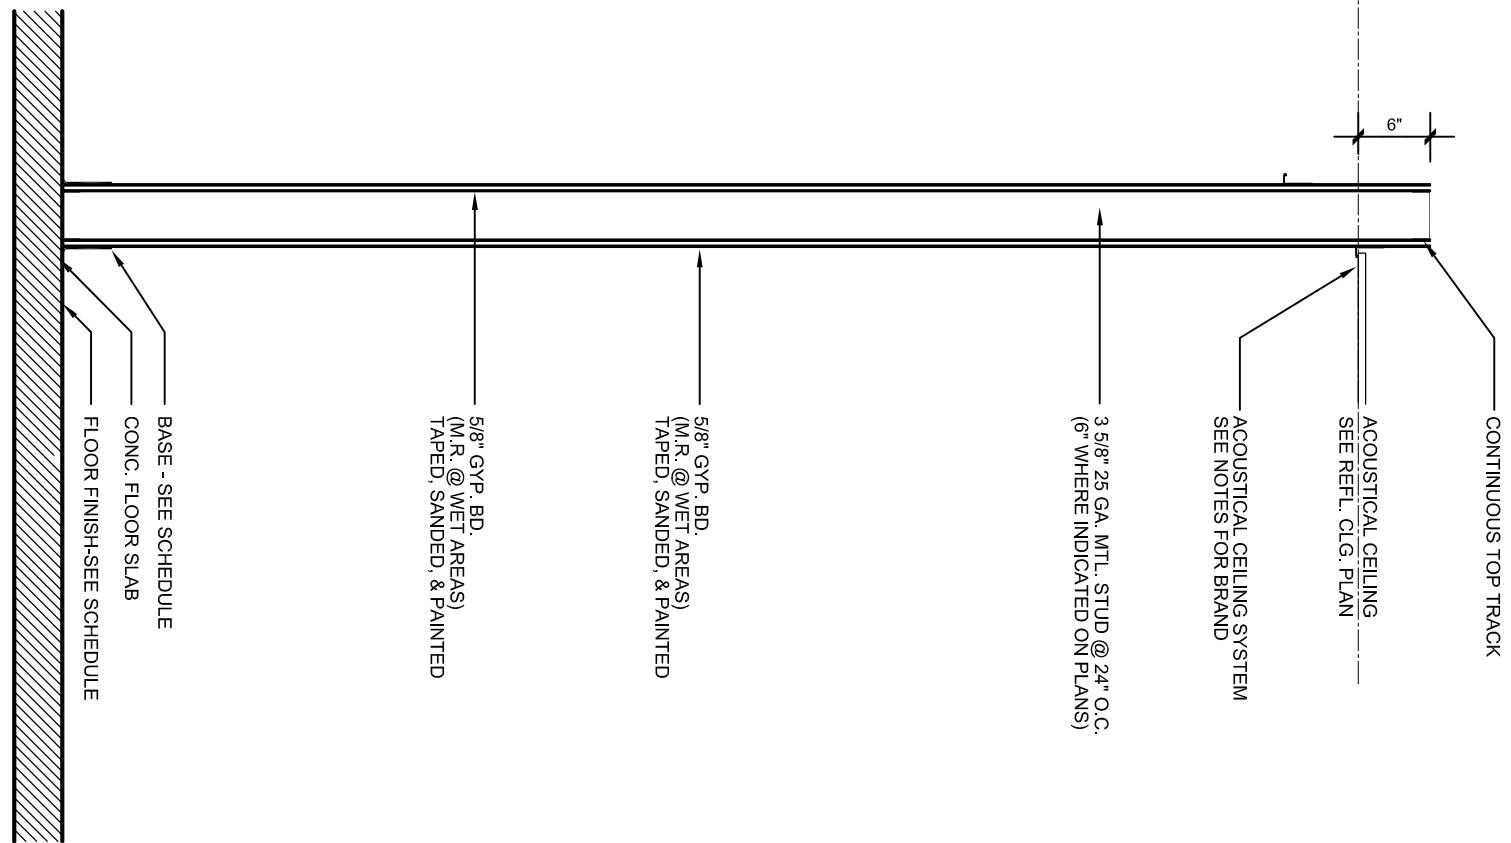 6"
CONTINUOUS TOP TRACK
ACOUSTICAL CEILING
SEE REFL. CLG. PLAN
ACOUSTICAL CEILING SYSTEM
SEE NOTES FOR BRAND
3 5/8" 25 GA. MTL. STUD @ 24" O.C.
(6" WHERE INDICATED ON PLANS)
5/8" GYP. BD.
(M.R. @ WET AREAS)
TAPED, SANDED, & PAINTED
5/8" GYP. BD.
(M.R. @ WET AREAS)
TAPED, SANDED, & PAINTED
BASE - SEE SCHEDULE
CONC. FLOOR SLAB
FLOOR FINISH-SEE SCHEDULE